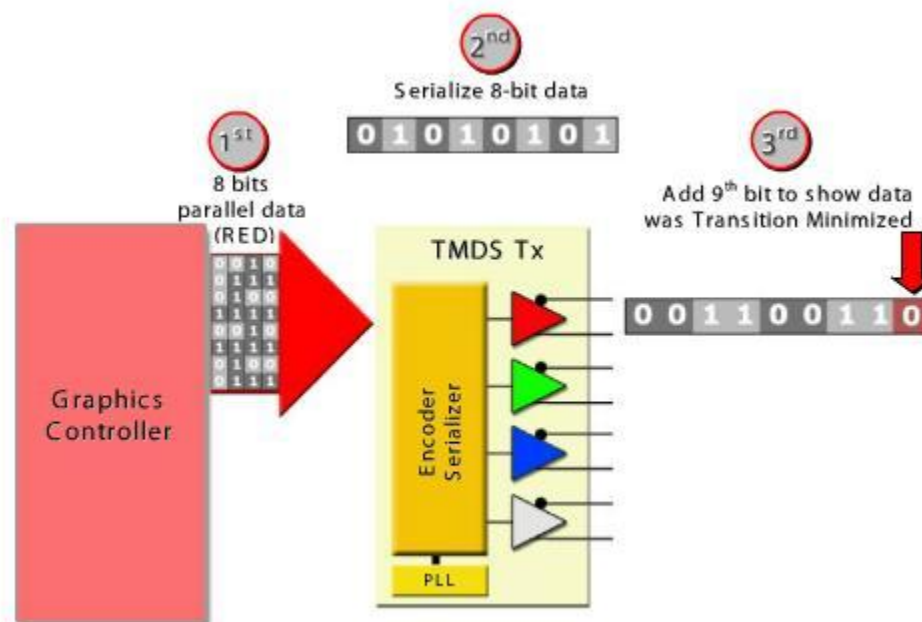 2nd
Serialize 8-bit data
0 1 0 1 0 1 0 1
1st
8 bits
parallel data
(RED)
3rd
Add 9th bit to show data
was Transition Minimized
TMDS Tx
0 0 1 1 0 0 1 1 0
0 0 1 0
0 1 1 1
0 1 0 0
1 1 1 1
0 0 1 0
1 1 1 1
0 1 0 0
0 1 1 1
Graphics
Controller
Encoder
Serializer
PLL